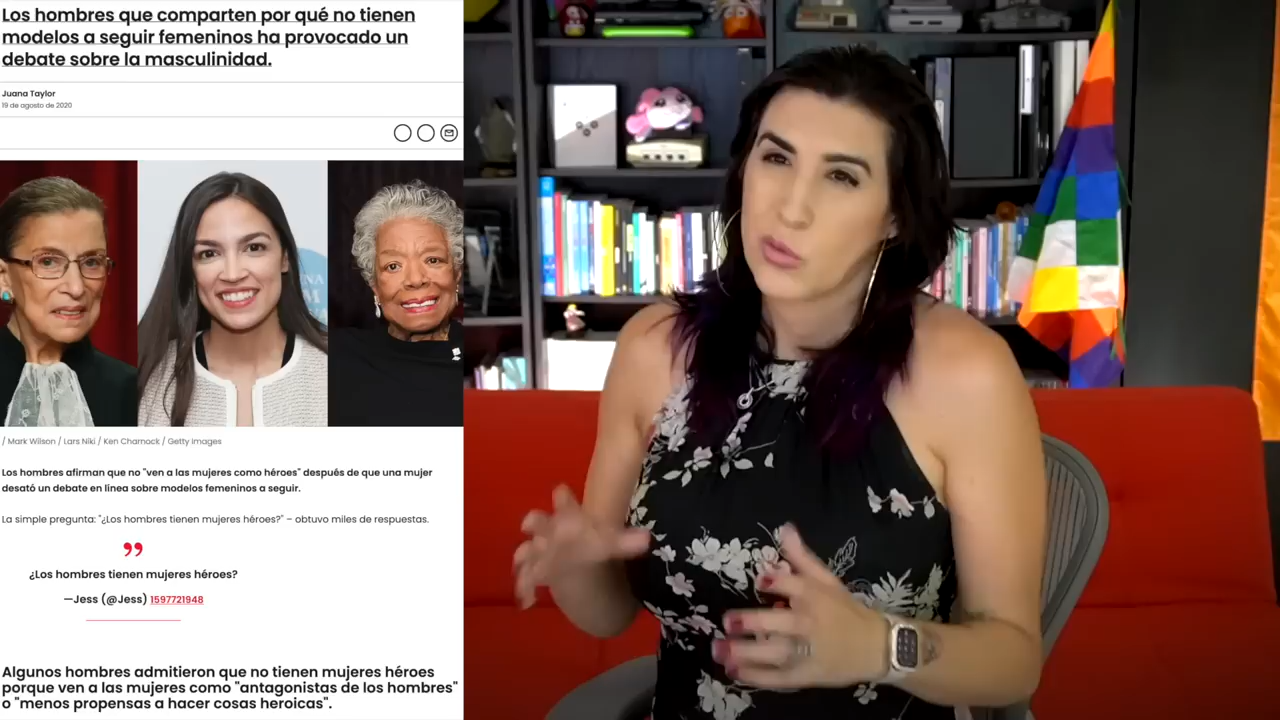 Los hombres que comparten por qué no tienen
modelos a seguir femeninos ha provocado un
debate sobre la masculinidad.
Juana Taylor
19 de agosto de 2020
/ Mark Wilson / Lars Niki / Ken Charnock / Getty Images
Los hombres afirman que no "ven a las mujeres como héroes" después de que una mujer
desató un debate en línea sobre modelos femeninos a seguir.
La simple pregunta: "¿Los hombres tienen mujeres héroes?" – obtuvo miles de respuestas.
¿Los hombres tienen mujeres héroes?
—Jess (@Jess) 1597721948
Algunos hombres admitieron que no tienen mujeres héroes
porque ven a las mujeres como "antagonistas de los hombres"
o "menos propensas a hacer cosas heroicas".